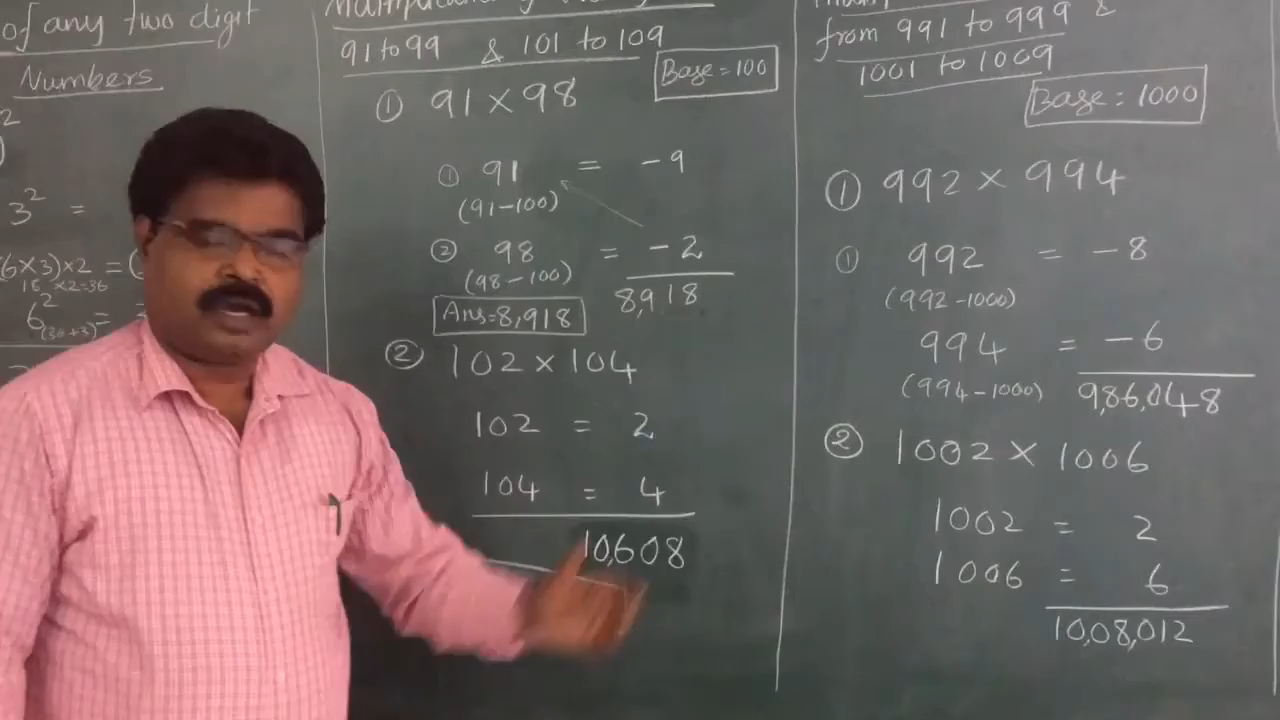 of any two digit
Numbers
2
3² =
(6×3)×2 = (
18 ×2=36
6² =
(36+3)
91 to 99 & 101 to 109
Base = 100
① 91 × 98
① 91 = -9
(91-100)
② 98 = -2
(98-100)
8,918
Ans=8,918
② 102 × 104
102 = 2
104 = 4
10,608
from 991 to 999 &
1001 to 1009
Base = 1000
① 992 × 994
① 992 = -8
(992-1000)
994 = -6
(994-1000)
9,86,048
② 1002 × 1006
1002 = 2
1006 = 6
10,08,012